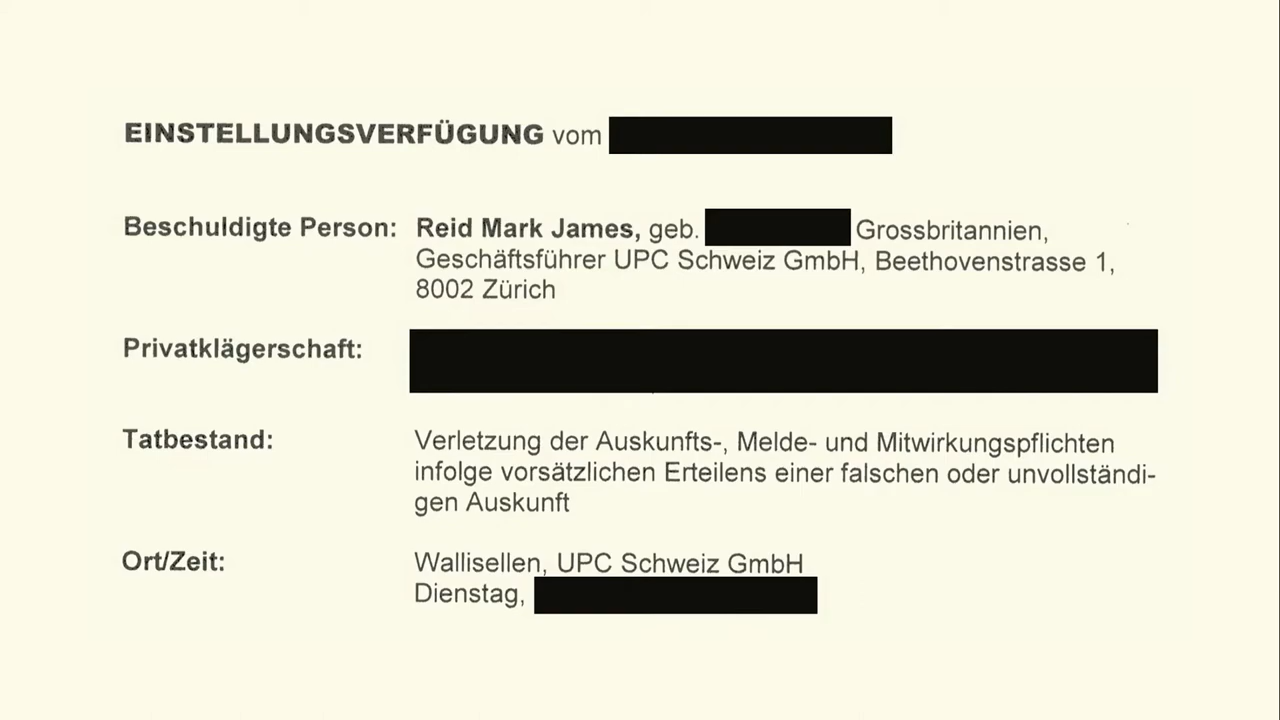 EINSTELLUNGSVERFÜGUNG vom
Beschuldigte Person: Reid Mark James, geb. Grossbritannien,
Geschäftsführer UPC Schweiz GmbH, Beethovenstrasse 1,
8002 Zürich
Privatklägerschaft:
Tatbestand: Verletzung der Auskunfts-, Melde- und Mitwirkungspflichten
infolge vorsätzlichen Erteilens einer falschen oder unvollständi-
gen Auskunft
Ort/Zeit: Wallisellen, UPC Schweiz GmbH
Dienstag,